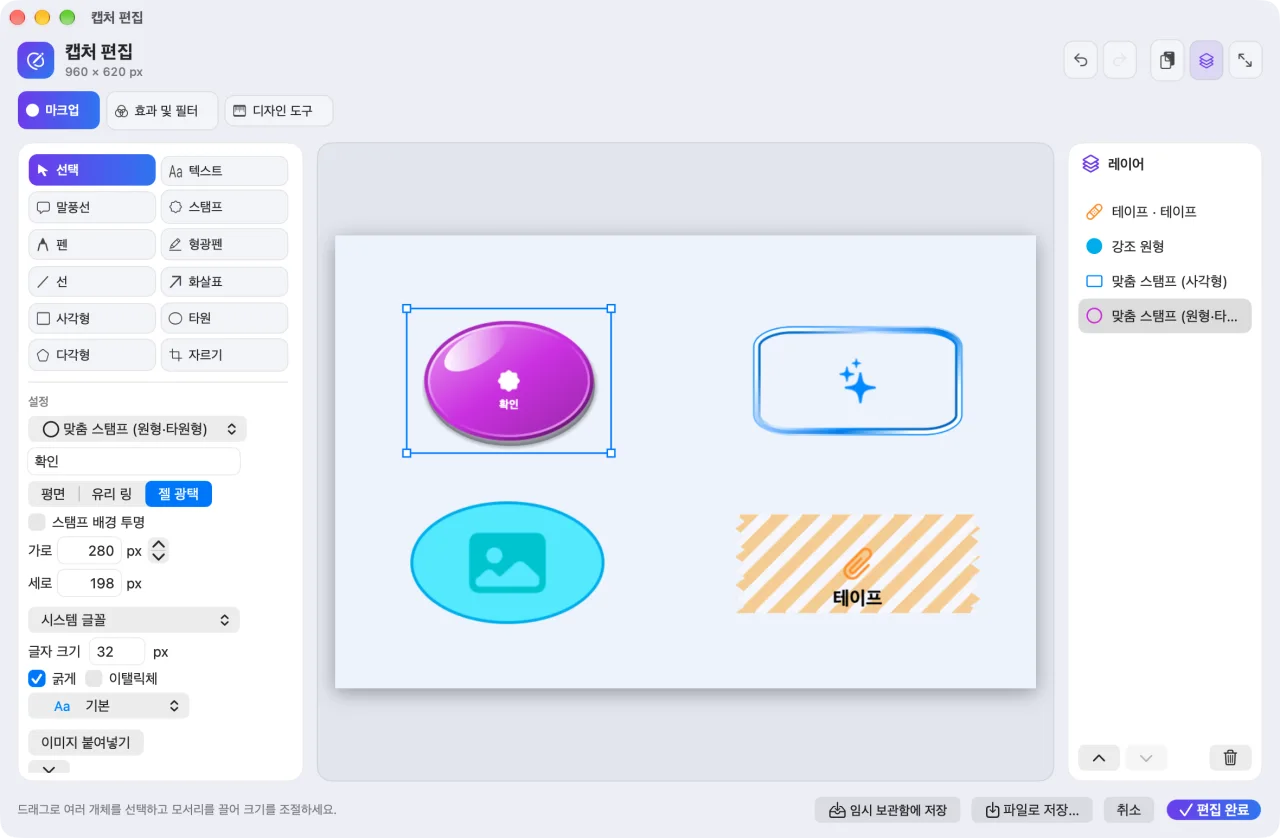 캡처 편집
캡처 편집
960 × 620 px
마크업
효과 및 필터
디자인 도구
선택
Aa 텍스트
말풍선
스탬프
펜
형광펜
선
화살표
사각형
타원
다각형
자르기
설정
맞춤 스탬프 (원형·타원형)
확인
평면
유리 링
젤 광택
스탬프 배경 투명
가로 280 px
세로 198 px
시스템 글꼴
글자 크기 32 px
굵게
이탤릭체
Aa 기본
이미지 붙여넣기
확인
테이프
레이어
테이프 · 테이프
강조 원형
맞춤 스탬프 (사각형)
맞춤 스탬프 (원형·타...
드래그로 여러 개체를 선택하고 모서리를 끌어 크기를 조절하세요.
임시 보관함에 저장
파일로 저장...
취소
편집 완료